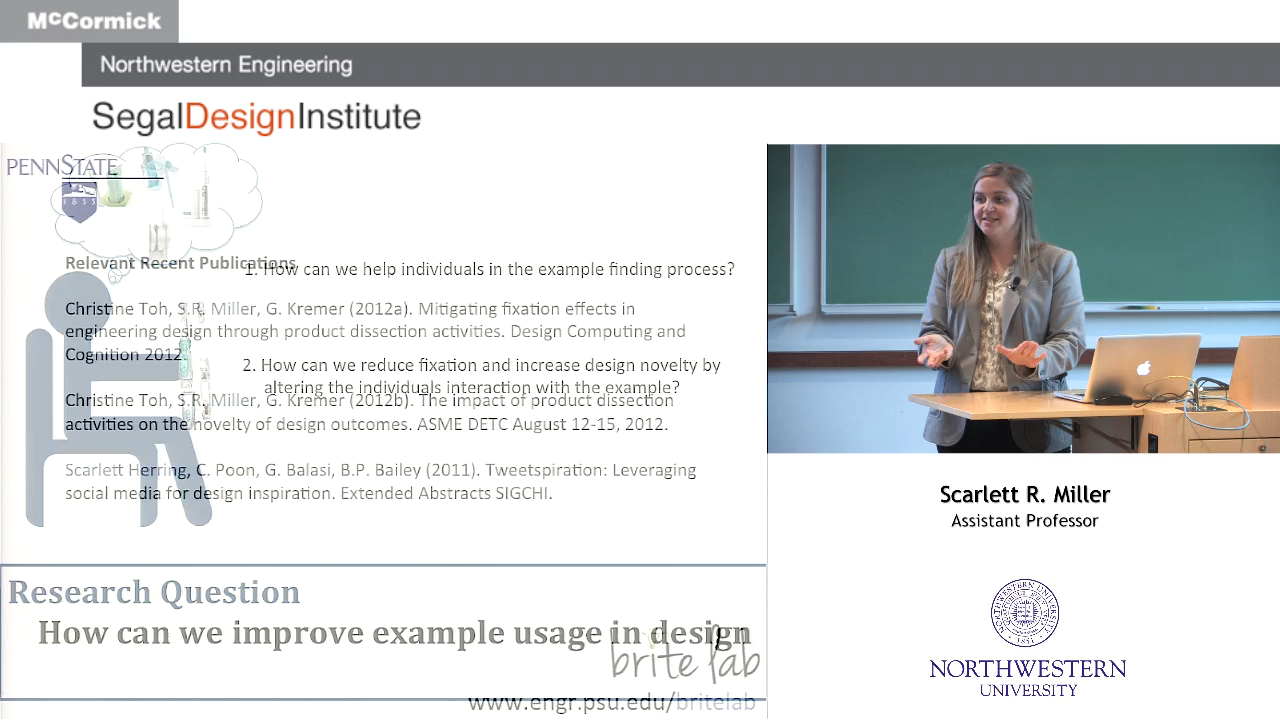 McCormick
Northwestern Engineering
SegalDesignInstitute
PENNSTATE
1855
Relevant Recent Publications
1. How can we help individuals in the example finding process?
Christine Toh, S.R. Miller, G. Kremer (2012a). Mitigating fixation effects in
engineering design through product dissection activities. Design Computing and
Cognition 2012.
2. How can we reduce fixation and increase design novelty by
altering the individuals interaction with the example?
Christine Toh, S.R. Miller, G. Kremer (2012b). The impact of product dissection
activities on the novelty of design outcomes. ASME DETC August 12-15, 2012.
Scarlett Herring, C. Poon, G. Balasi, B.P. Bailey (2011). Tweetspiration: Leveraging
social media for design inspiration. Extended Abstracts SIGCHI.
Research Question
How can we improve example usage in design
brite lab
www.engr.psu.edu/britelab
Scarlett R. Miller
Assistant Professor
NORTHWESTERN
UNIVERSITY